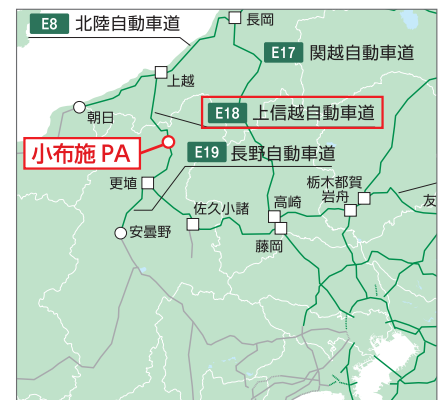 長岡
E8 北陸自動車道
E17 関越自動車道
上越
E18 上信越自動車道
朝日
小布施 PA
E19 長野自動車道
更埴
栃木都賀
岩舟
佐久小諸
高崎
友
安曇野
藤岡